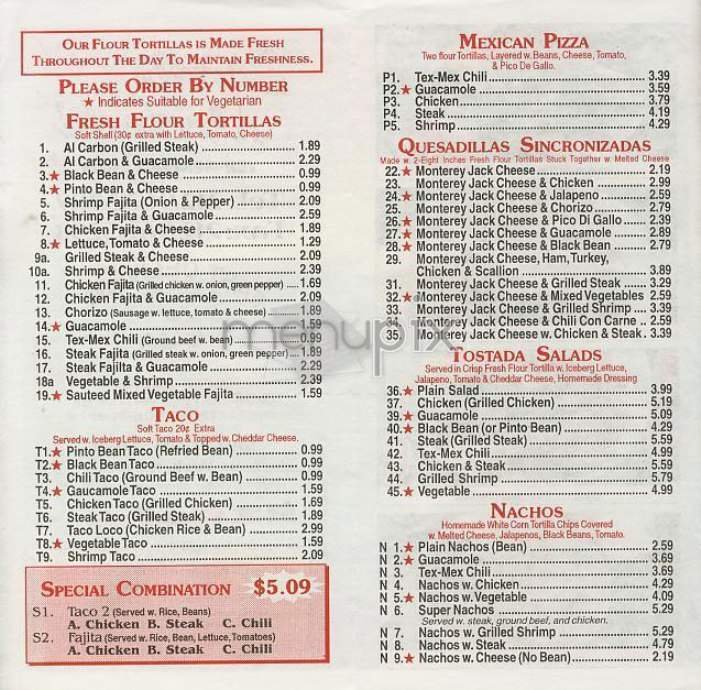 OUR FLOUR TORTILLAS IS MADE FRESH
THROUGHOUT THE DAY TO MAINTAIN FRESHNESS.
PLEASE ORDER BY NUMBER
★ Indicates Suitable for Vegetarian
FRESH FLOUR TORTILLAS
Soft Shell (30¢ extra with Lettuce, Tomato, Cheese)
1. Al Carbon (Grilled Steak) 1.89
2. Al Carbon & Guacamole 2.29
3.★ Black Bean & Cheese 0.99
4.★ Pinto Bean & Cheese 0.99
5. Shrimp Fajita (Onion & Pepper) 2.09
6. Shrimp Fajita & Guacamole 2.59
7. Chicken Fajita & Cheese 1.89
8.★ Lettuce, Tomato & Cheese 1.29
9a. Grilled Steak & Cheese 2.09
10a. Shrimp & Cheese 2.39
11. Chicken Fajita (Grilled chicken w. onion, green pepper) 1.69
12. Chicken Fajita & Guacamole 2.09
13. Chorizo (Sausage w. lettuce, tomato & cheese) 1.89
14.★ Guacamole 1.59
15. Tex-Mex Chili (Ground beef w. bean) 0.99
16. Steak Fajita (Grilled steak w. onion, green pepper) 1.89
17. Steak Fajiita & Guacamole 2.29
18a Vegetable & Shrimp 2.39
19.★ Sauteed Mixed Vegetable Fajita 1.59
TACO
Soft Taco 20¢ Extra
Served w. Iceberg Lettuce, Tomato & Topped w. Cheddar Cheese.
T1.★ Pinto Bean Taco (Refried Bean) 0.99
T2.★ Black Bean Taco 0.99
T3. Chili Taco (Ground Beef w. Bean) 0.99
T4.★ Gaucamole Taco 1.59
T5. Chicken Taco (Grilled Chicken) 1.69
T6. Steak Taco (Grilled Steak) 1.89
T7. Taco Loco (Chicken Rice & Bean) 2.99
T8.★ Vegetable Taco 1.59
T9. Shrimp Taco 2.09
SPECIAL COMBINATION $5.09
S1. Taco 2 (Served w. Rice, Beans)
A. Chicken B. Steak C. Chili
S2. Fajita (Served w. Rice, Bean, Lettuce, Tomatoes)
A. Chicken B. Steak C. Chili
MEXICAN PIZZA
Two flour Tortillas, Layered w. Beans, Cheese, Tomato,
& Pico De Gallo.
P1. Tex-Mex Chili 3.39
P2.★ Guacamole 3.59
P3. Chicken 3.79
P4. Steak 4.19
P5. Shrimp 4.29
QUESADILLAS SINCRONIZADAS
Made w. 2-Eight Inches Fresh Flour Tortillas Stuck Together w. Melted Cheese
22.★ Monterey Jack Cheese 2.19
23. Monterey Jack Cheese & Chicken 2.99
24.★ Monterey Jack Cheese & Jalapeno 2.59
25. Monterey Jack Cheese & Chorizo 2.79
26.★ Monterey Jack Cheese & Pico Di Gallo 2.39
27.★ Monterey Jack Cheese & Guacamole 2.89
28.★ Monterey Jack Cheese & Black Bean 2.79
29. Monterey Jack Cheese, Ham, Turkey,
Chicken & Scallion 3.89
31. Monterey Jack Cheese & Grilled Steak 3.29
32.★ Monterey Jack Cheese & Mixed Vegetables 2.59
33. Monterey Jack Cheese & Grilled Shrimp 3.39
34. Monterey Jack Cheese & Chili Con Carne 2.59
35 Monterey Jack Cheese w. Chicken & Steak. 3.39
TOSTADA SALADS
Served in Crisp Fresh Flour Tortilla w. Iceberg Lettuce,
Jalapeno, Tomato & Cheddar Cheese, Homemade Dressing
36.★ Plain Salad 3.99
37. Chicken (Grilled Chicken) 5.19
39.★ Guacamole 5.09
40.★ Black Bean (or Pinto Bean) 4.29
41. Steak (Grilled Steak) 5.59
42. Tex-Mex Chili 4.99
43. Chicken & Steak 5.59
44. Grilled Shrimp 5.79
45.★ Vegetable 4.99
NACHOS
Homemade White Corn Tortilla Chips Covered
w. Melted Cheese, Jalapenos, Black Beans, Tomato.
N 1.★ Plain Nachos (Bean) 2.59
N 2.★ Guacamole 3.69
N 3. Tex-Mex Chili 3.69
N 4. Nachos w. Chicken 4.29
N 5.★ Nachos w. Vegetable 4.09
N 6. Super Nachos 5.29
Served w. steak, ground beef, and chicken.
N 7. Nachos w. Grilled Shrimp 5.29
N 8. Nachos w. Steak 4.79
N 9.★ Nachos w. Cheese (No Bean) 2.19
menupix